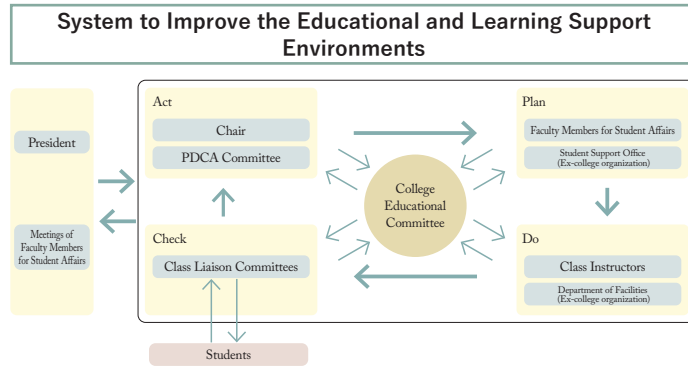 System to Improve the Educational and Learning Support
Environments
President
Meetings of
Faculty Members
for Student Affairs
Act
Chair
PDCA Committee
Plan
Faculty Members for Student Affairs
Student Support Office
(Ex-college organization)
College
Educational
Committee
Check
Class Liaison Committees
Do
Class Instructors
Department of Facilities
(Ex-college organization)
Students